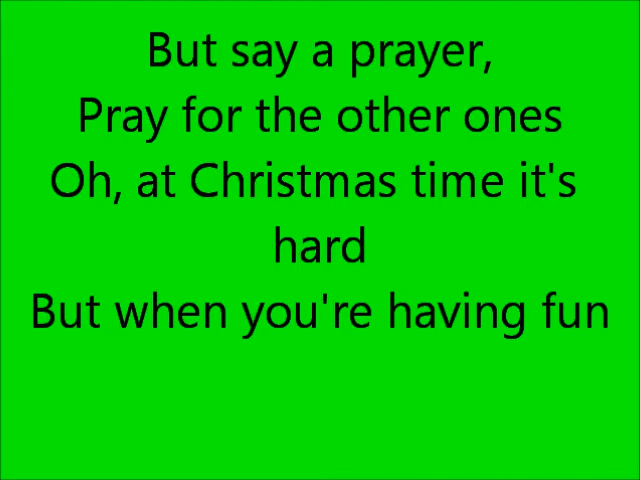 But say a prayer,
Pray for the other ones
Oh, at Christmas time it's
hard
But when you're having fun